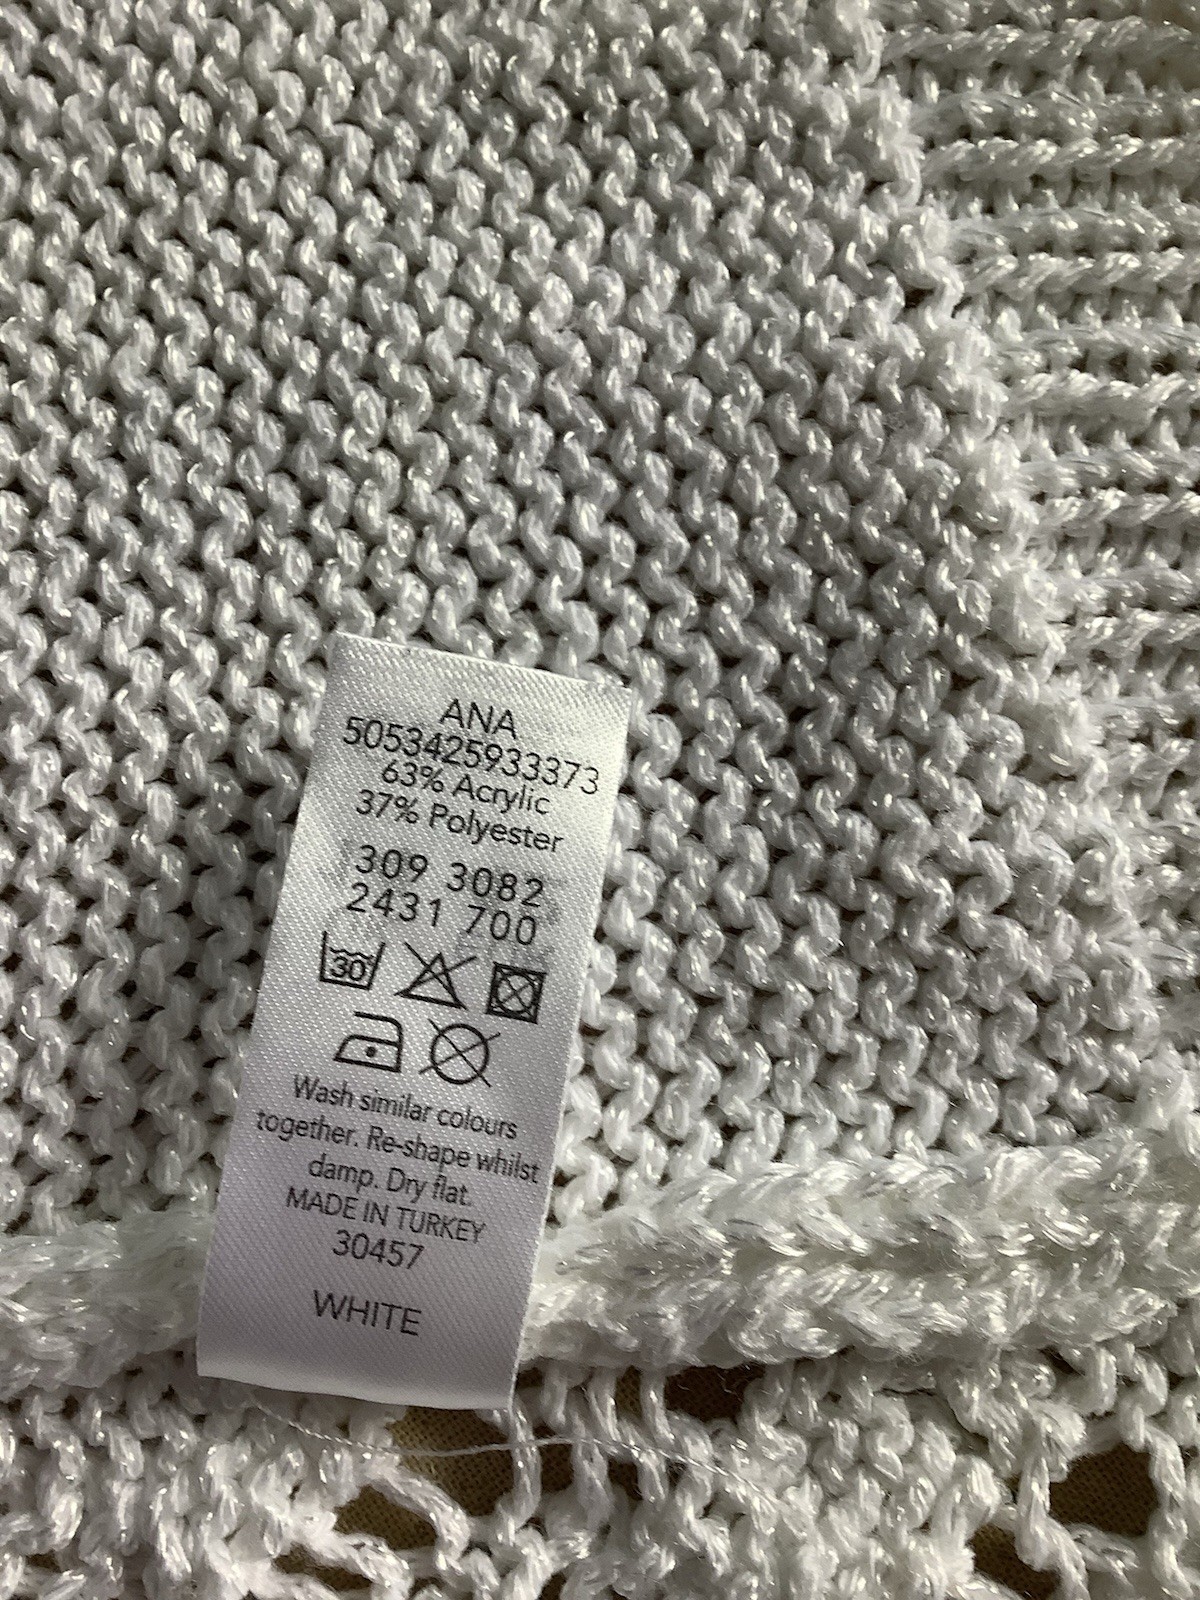 ANA
5053425933373
63% Acrylic
37% Polyester
309 3082
2431 700
30
Wash similar colours
together. Re-shape whilst
damp. Dry flat.
MADE IN TURKEY
30457
WHITE